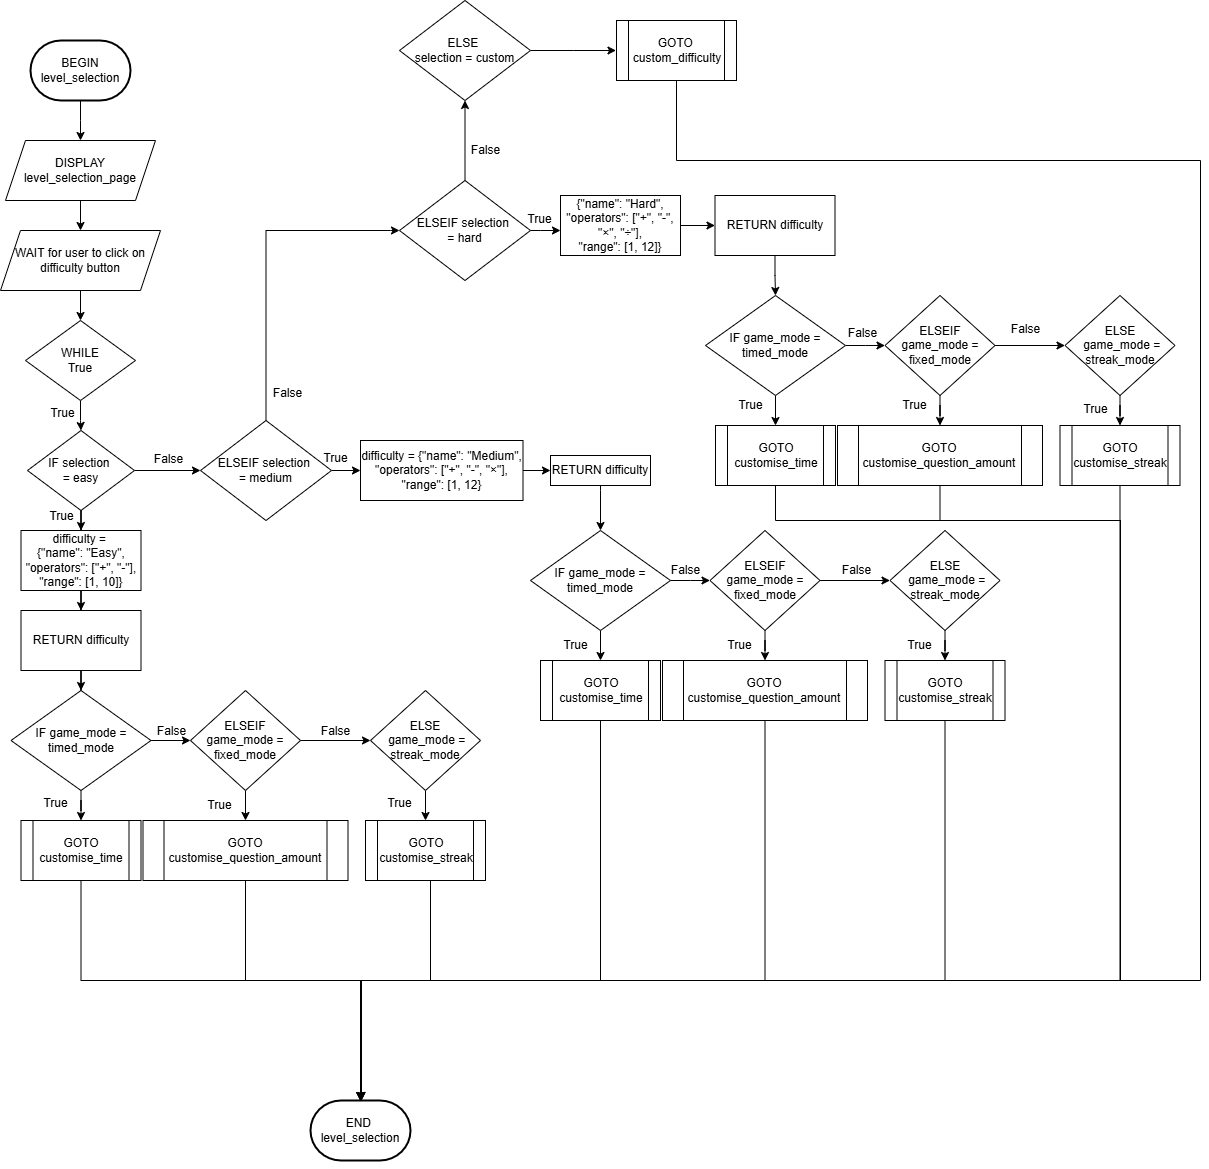 BEGIN
level_selection
DISPLAY
level_selection_page
WAIT for user to click on
difficulty button
WHILE
True
True
IF selection
= easy
False
True
difficulty =
{"name": "Easy",
"operators": ["+", "-"],
"range": [1, 10]}
RETURN difficulty
IF game_mode =
timed_mode
False
ELSEIF
game_mode =
fixed_mode
False
ELSE
game_mode =
streak_mode
True
True
True
GOTO
customise_time
GOTO
customise_question_amount
GOTO
customise_streak
ELSEIF selection
= medium
False
True
difficulty = {"name": "Medium",
"operators": ["+", "-", "×"],
"range": [1, 12}
RETURN difficulty
IF game_mode =
timed_mode
False
ELSEIF
game_mode =
fixed_mode
False
ELSE
game_mode =
streak_mode
True
True
True
GOTO
customise_time
GOTO
customise_question_amount
GOTO
customise_streak
ELSEIF selection
= hard
False
True
{"name": "Hard",
"operators": ["+", "-",
"×", "÷"],
"range": [1, 12]}
RETURN difficulty
IF game_mode =
timed_mode
False
ELSEIF
game_mode =
fixed_mode
False
ELSE
game_mode =
streak_mode
True
True
True
GOTO
customise_time
GOTO
customise_question_amount
GOTO
customise_streak
ELSE
selection = custom
GOTO
custom_difficulty
END
level_selection